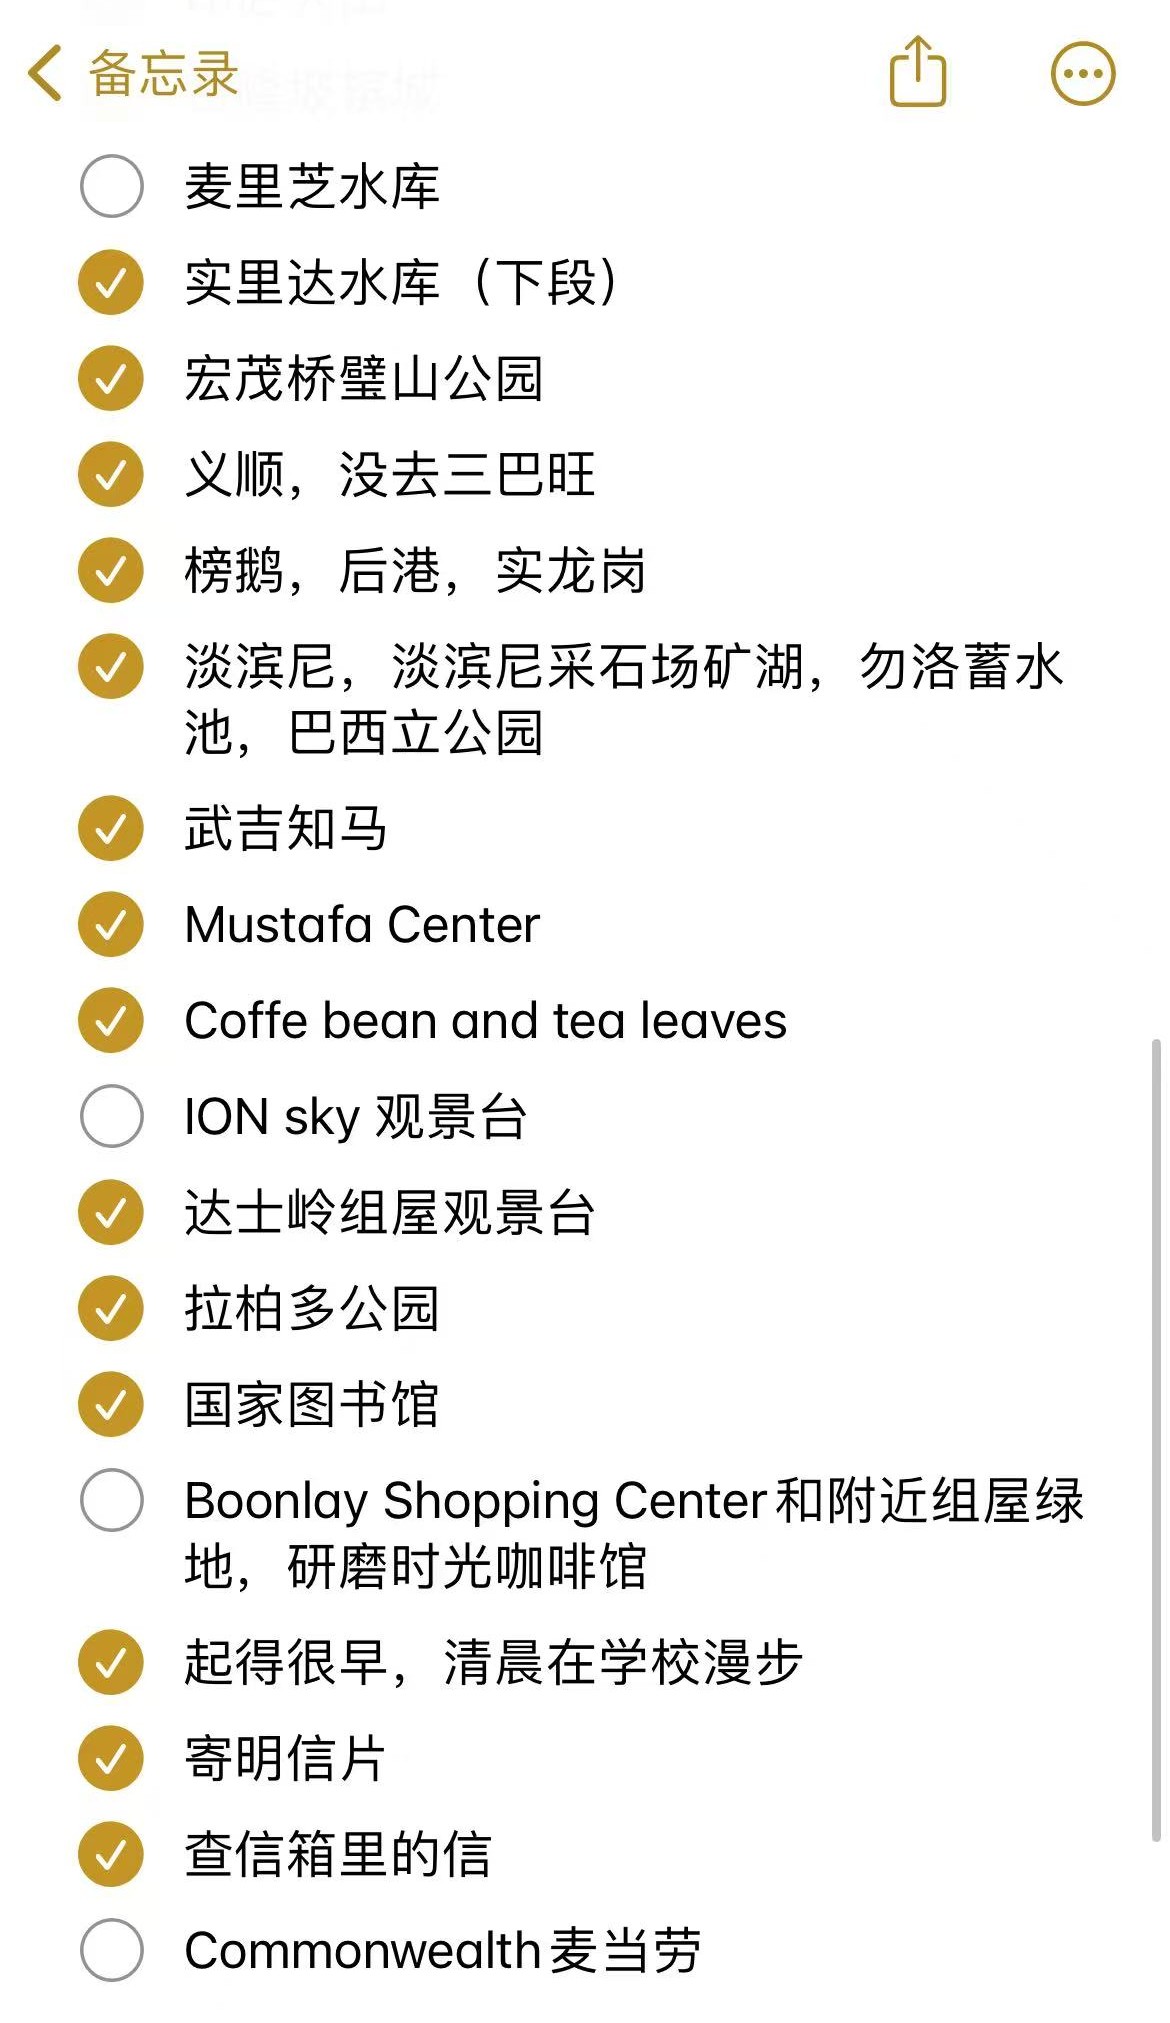 备忘录
麦里芝水库
实里达水库（下段）
宏茂桥璧山公园
义顺，没去三巴旺
榜鹅，后港，实龙岗
淡滨尼，淡滨尼采石场矿湖，勿洛蓄水
池，巴西立公园
武吉知马
Mustafa Center
Coffe bean and tea leaves
ION sky 观景台
达士岭组屋观景台
拉柏多公园
国家图书馆
Boonlay Shopping Center和附近组屋绿
地，研磨时光咖啡馆
起得很早，清晨在学校漫步
寄明信片
查信箱里的信
Commonwealth麦当劳